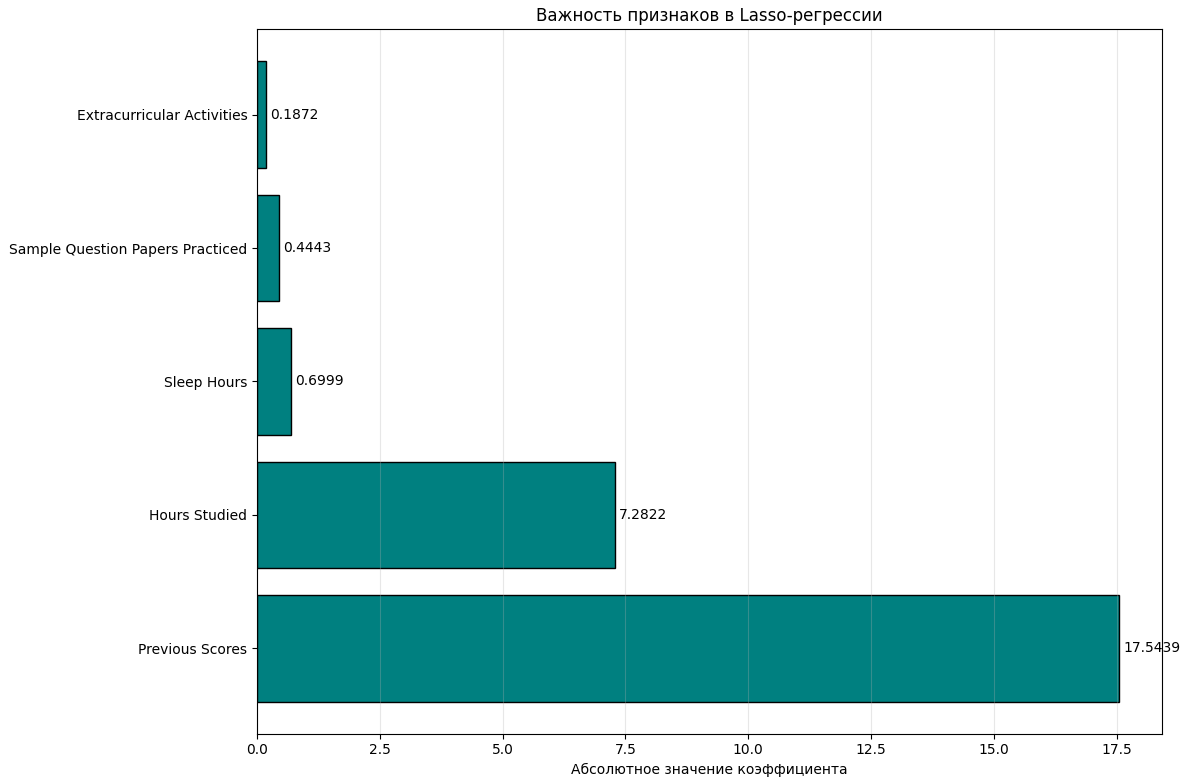 Важность признаков в Lasso-регрессии
Extracurricular Activities
0.1872
Sample Question Papers Practiced
0.4443
Sleep Hours
0.6999
Hours Studied
7.2822
Previous Scores
17.5439
0.0 2.5 5.0 7.5 10.0 12.5 15.0 17.5
Абсолютное значение коэффициента